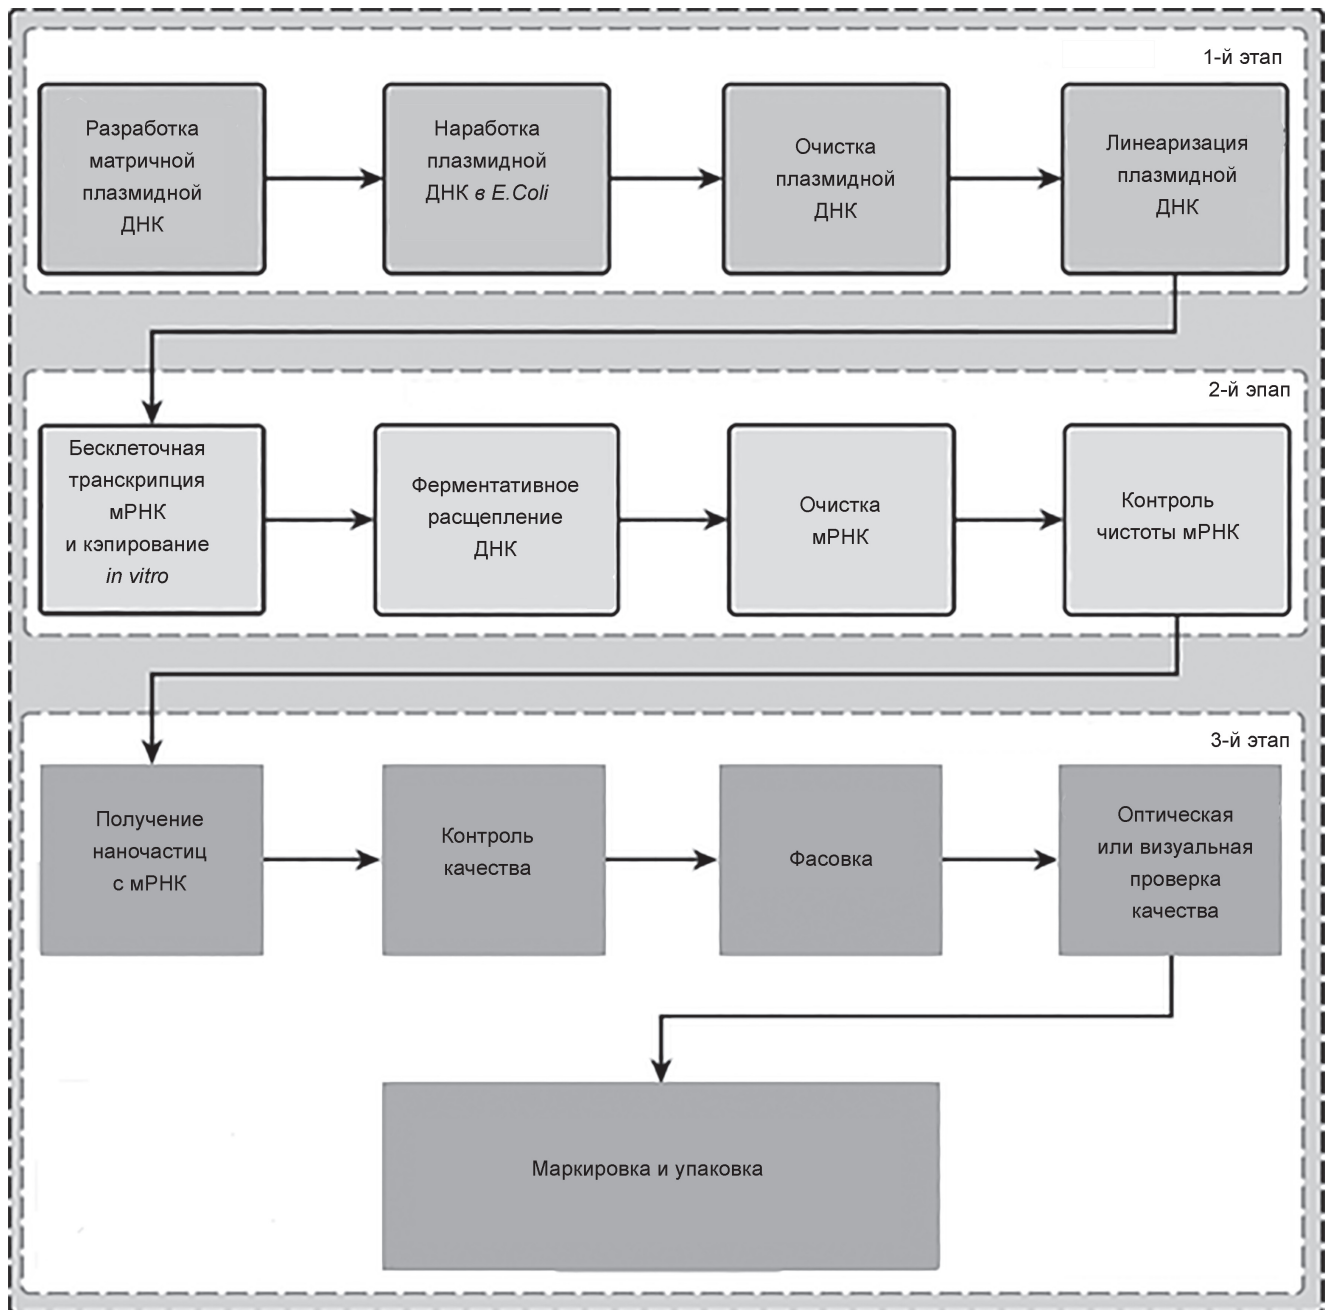 1-й этап
Разработка
матричной
плазмидной
ДНК
Наработка
плазмидной
ДНК в E.Coli
Очистка
плазмидной
ДНК
Линеаризация
плазмидной
ДНК
2-й эпап
Бесклеточная
транскрипция
мРНК
и кэпирование
in vitro
Ферментативное
расщепление
ДНК
Очистка
мРНК
Контроль
чистоты мРНК
3-й этап
Получение
наночастиц
с мРНК
Контроль
качества
Фасовка
Оптическая
или визуальная
проверка
качества
Маркировка и упаковка